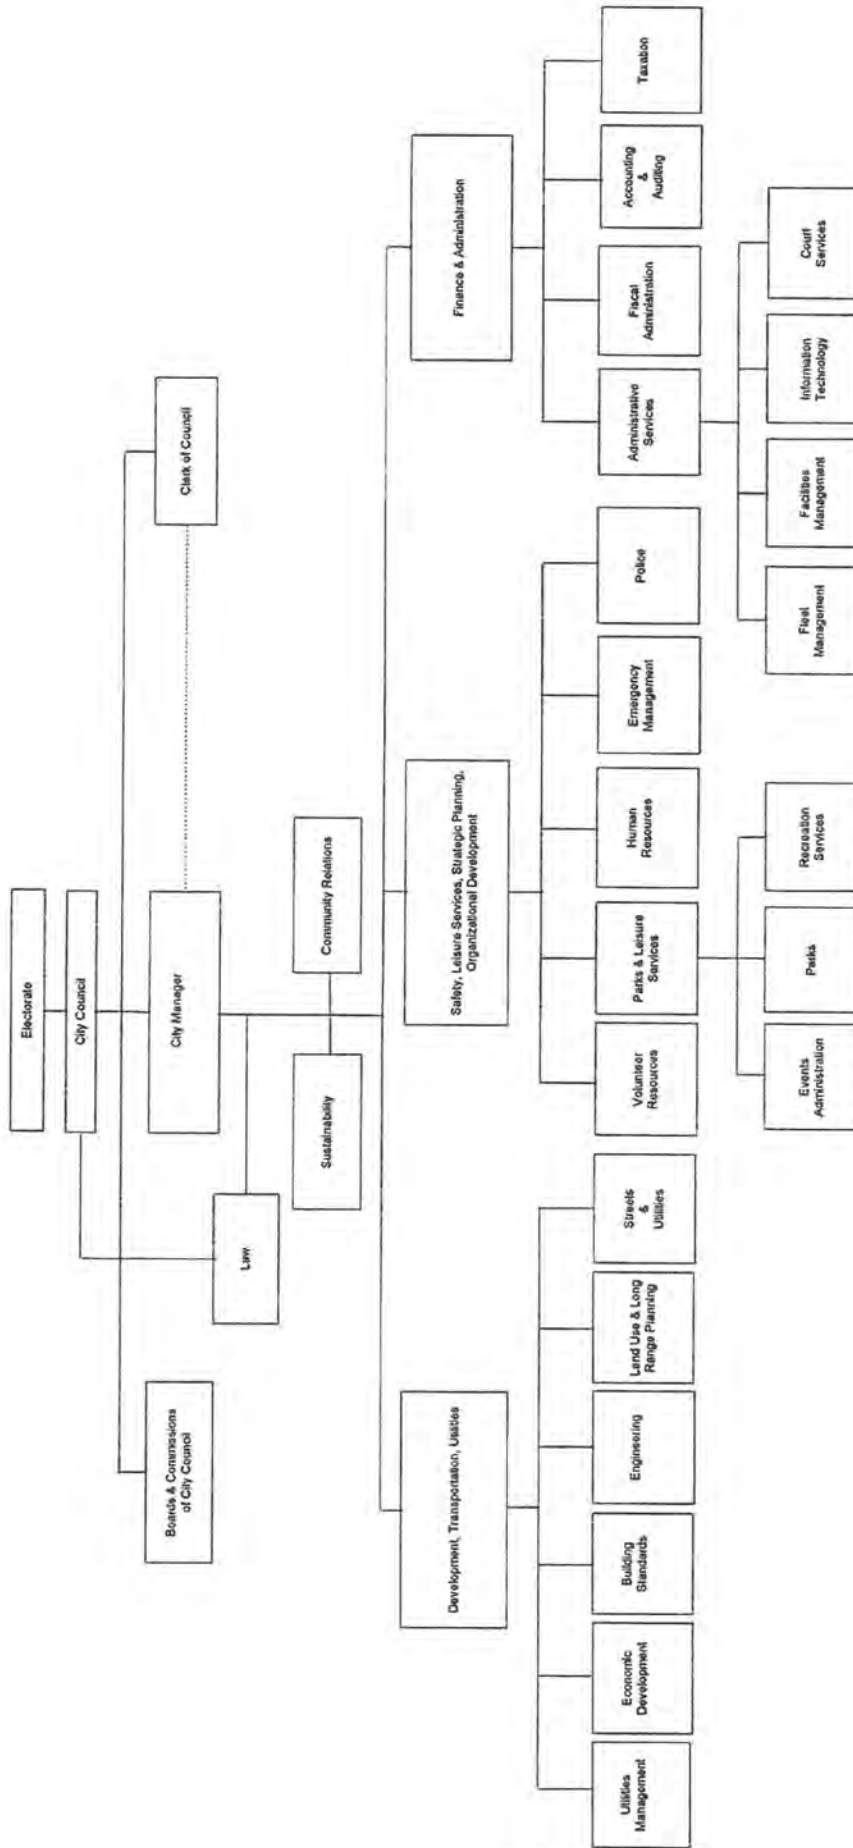 Electorate
City Council
Boards & Commissions
of City Council
City Manager
Clerk of Council
Law
Sustainability
Community Relations
Development, Transportation, Utilities
Safety, Leisure Services, Strategic Planning,
Organizational Development
Finance & Administration
Utilities
Management
Economic
Development
Building
Standards
Engineering
Land Use & Long
Range Planning
Streets
&
Utilities
Volunteer
Resources
Parks & Leisure
Services
Human
Resources
Emergency
Management
Police
Administrative
Services
Fiscal
Administration
Accounting
&
Auditing
Taxation
Events
Administration
Parks
Recreation
Services
Fleet
Management
Facilities
Management
Information
Technology
Court
Services